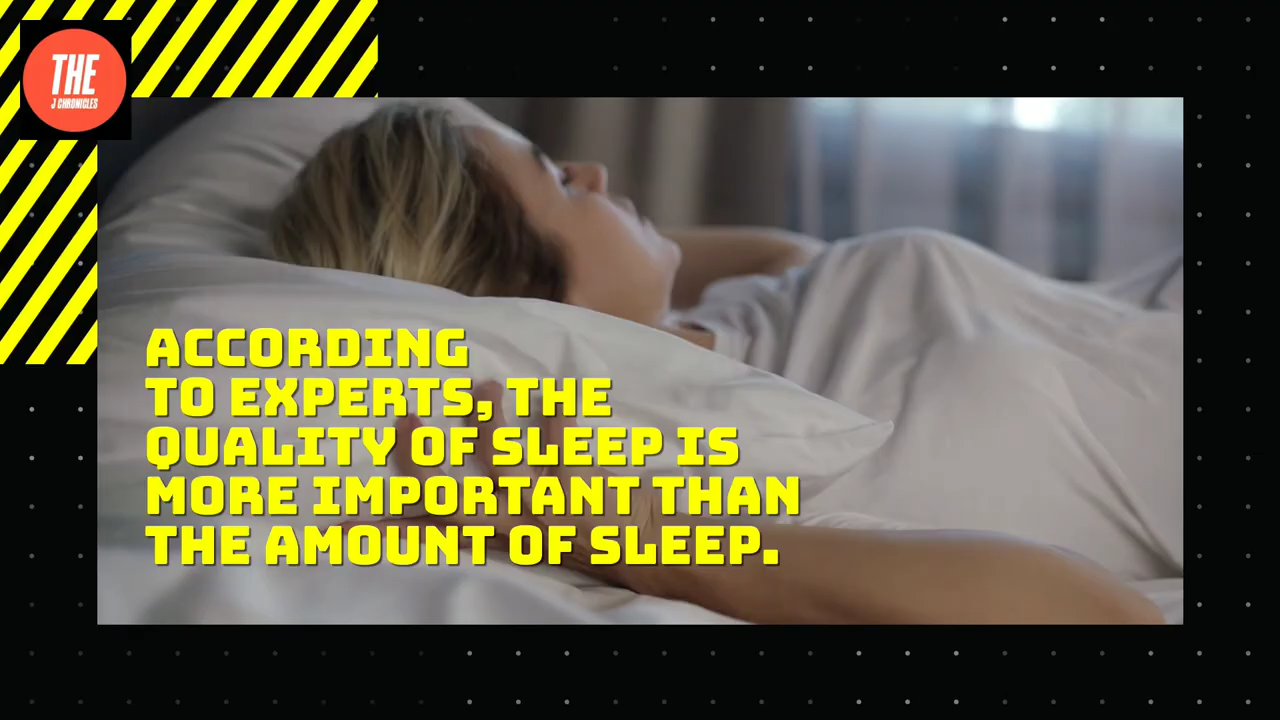 THE
J CHRONICLES
ACCORDING
TO EXPERTS, THE
QUALITY OF SLEEP IS
MORE IMPORTANT THAN
THE AMOUNT OF SLEEP.